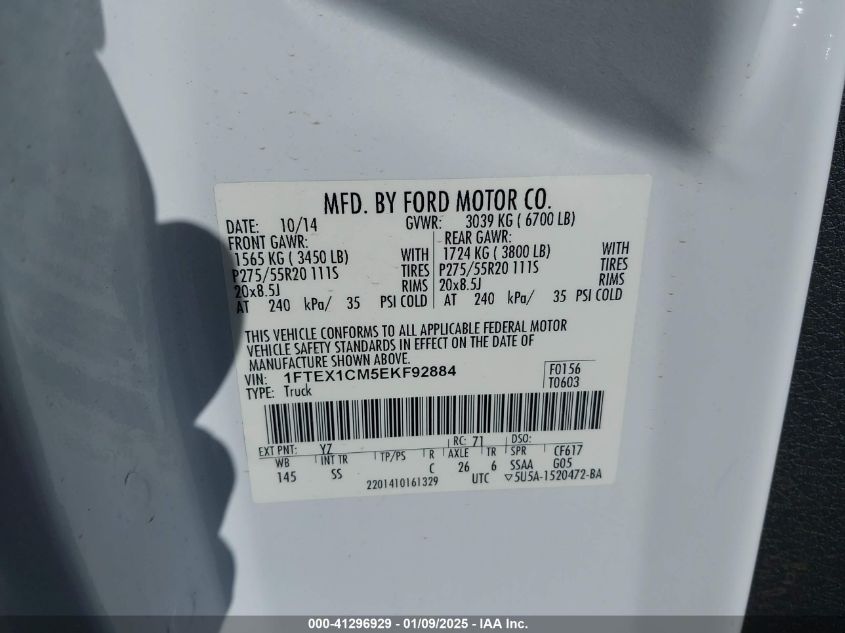 MFD. BY FORD MOTOR CO.
DATE: 10/14 GVWR: 3039 KG ( 6700 LB)
FRONT GAWR: REAR GAWR:
1565 KG ( 3450 LB) WITH 1724 KG ( 3800 LB) WITH
P275/55R20 111S TIRES P275/55R20 111S TIRES
20x8.5J RIMS 20x8.5J RIMS
AT 240 kPa/ 35 PSI COLD AT 240 kPa/ 35 PSI COLD
THIS VEHICLE CONFORMS TO ALL APPLICABLE FEDERAL MOTOR
VEHICLE SAFETY STANDARDS IN EFFECT ON THE DATE OF
MANUFACTURE SHOWN ABOVE.
VIN: 1FTEX1CM5EKF92884 F0156
TYPE: Truck T0603
EXT PNT: YZ RC: 71 DSO:
WB INT TR TP/PS R AXLE TR SPR CF617
145 SS C 26 6 SSAA G05
2201410161329 UTC ▽5U5A-1520472-BA
000-41296929 - 01/09/2025 - IAA Inc.